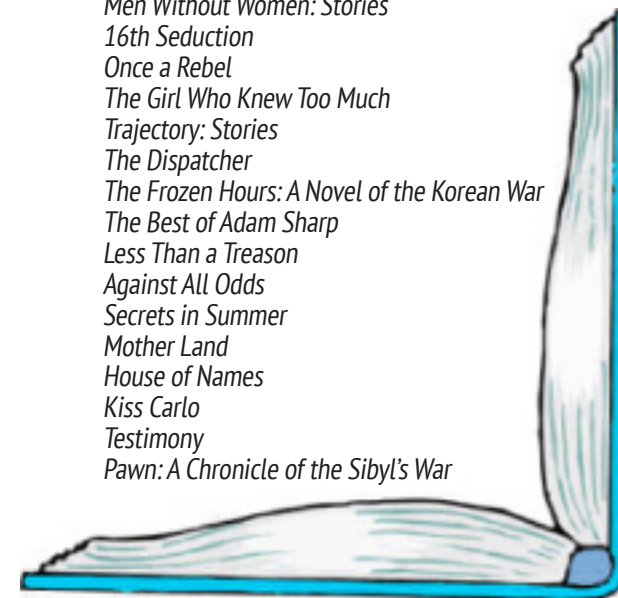 Men Without Women: Stories
16th Seduction
Once a Rebel
The Girl Who Knew Too Much
Trajectory: Stories
The Dispatcher
The Frozen Hours: A Novel of the Korean War
The Best of Adam Sharp
Less Than a Treason
Against All Odds
Secrets in Summer
Mother Land
House of Names
Kiss Carlo
Testimony
Pawn: A Chronicle of the Sibyl's War